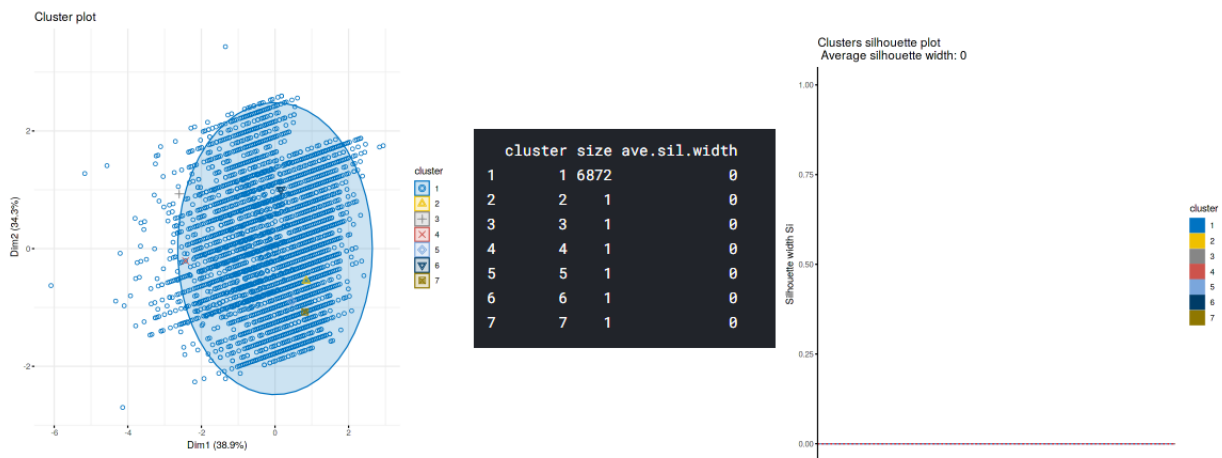 Cluster plot
2
0
-2
Dim2 (34.3%)
-6
-4
-2
0
2
Dim1 (38.9%)
cluster
1
2
3
4
5
6
7
cluster size ave.sil.width
1 1 6872 0
2 2 1 0
3 3 1 0
4 4 1 0
5 5 1 0
6 6 1 0
7 7 1 0
Clusters silhouette plot
Average silhouette width: 0
1.00
0.75
0.50
0.25
0.00
Silhouette width Si
cluster
1
2
3
4
5
6
7